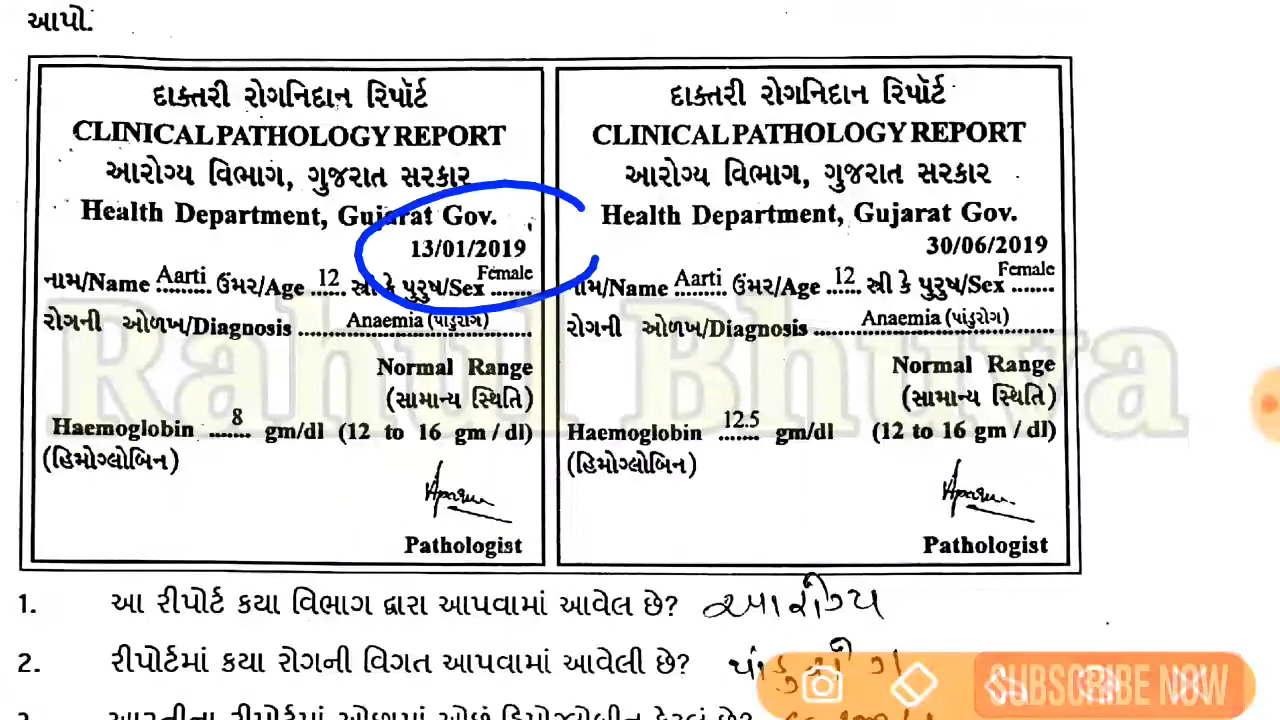 આપો.
દાક્તરી રોગનિદાન રિપૉર્ટ
CLINICAL PATHOLOGY REPORT
આરોગ્ય વિભાગ, ગુજરાત સરકાર
Health Department, Gujarat Gov.
13/01/2019
નામ/Name Aarti ઉંમર/Age 12 સ્ત્રી કે પુરુષ/Sex Female
રોગની ઓળખ/Diagnosis Anaemia (પાંડુરોગ)
Normal Range
(સામાન્ય સ્થિતિ)
Haemoglobin 8 gm/dl (12 to 16 gm / dl)
(હિમોગ્લોબિન)
Pathologist
દાક્તરી રોગનિદાન રિપૉર્ટ
CLINICAL PATHOLOGY REPORT
આરોગ્ય વિભાગ, ગુજરાત સરકાર
Health Department, Gujarat Gov.
30/06/2019
નામ/Name Aarti ઉંમર/Age 12 સ્ત્રી કે પુરુષ/Sex Female
રોગની ઓળખ/Diagnosis Anaemia (પાંડુરોગ)
Normal Range
(સામાન્ય સ્થિતિ)
Haemoglobin 12.5 gm/dl (12 to 16 gm / dl)
(હિમોગ્લોબિન)
Pathologist
Rahul Bhuva
1. આ રીપોર્ટ કયા વિભાગ દ્વારા આપવામાં આવેલ છે? આરોગ્ય
2. રીપોર્ટમાં કયા રોગની વિગત આપવામાં આવેલી છે? પાંડુરોગ
SUBSCRIBE NOW